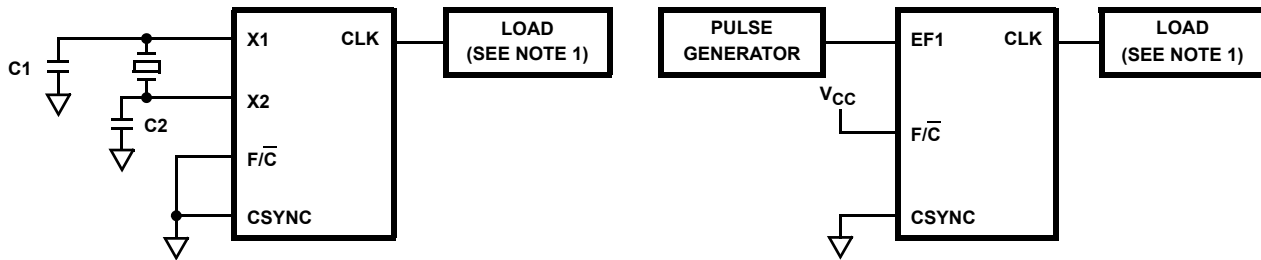 X1
CLK
LOAD
(SEE NOTE 1)
C1
X2
C2
F/C̅
CSYNC
PULSE
GENERATOR
EF1
CLK
LOAD
(SEE NOTE 1)
VCC
F/C̅
CSYNC